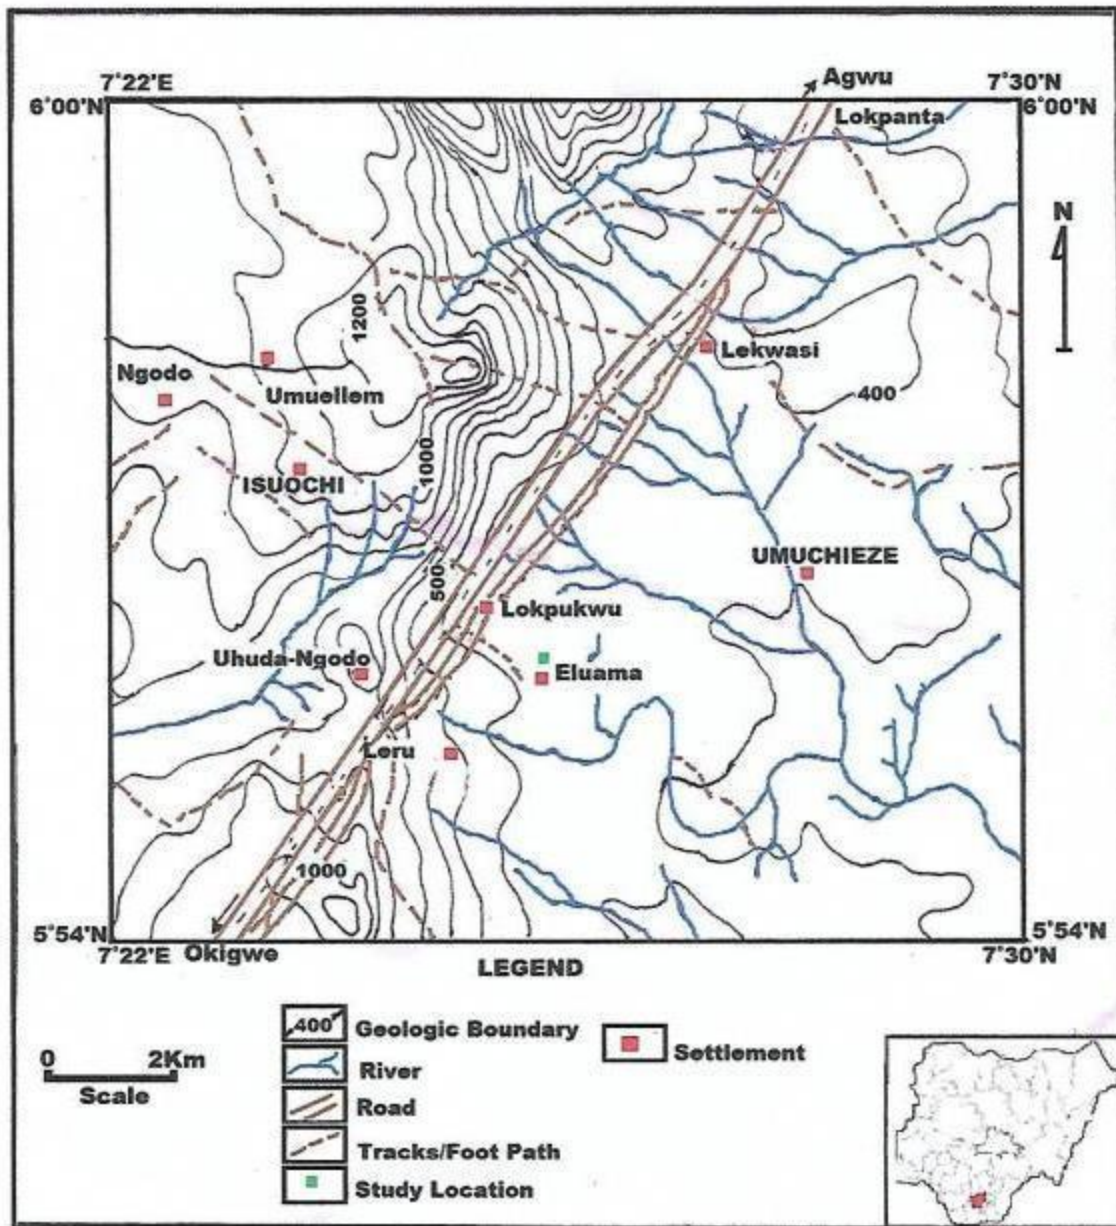 7°22'E
Agwu
7°30'N
6°00'N
Lokpanta
6°00'N
N
1200
Lekwasi
Ngodo
Umuellem
400
1000
ISUOCHI
UMUCHIEZE
500
Lokpukwu
Uhuda-Ngodo
Eluama
Leru
1000
5°54'N
5°54'N
7°22'E
Okigwe
7°30'N
LEGEND
400
Geologic Boundary
Settlement
0 2Km
Scale
River
Road
Tracks/Foot Path
Study Location